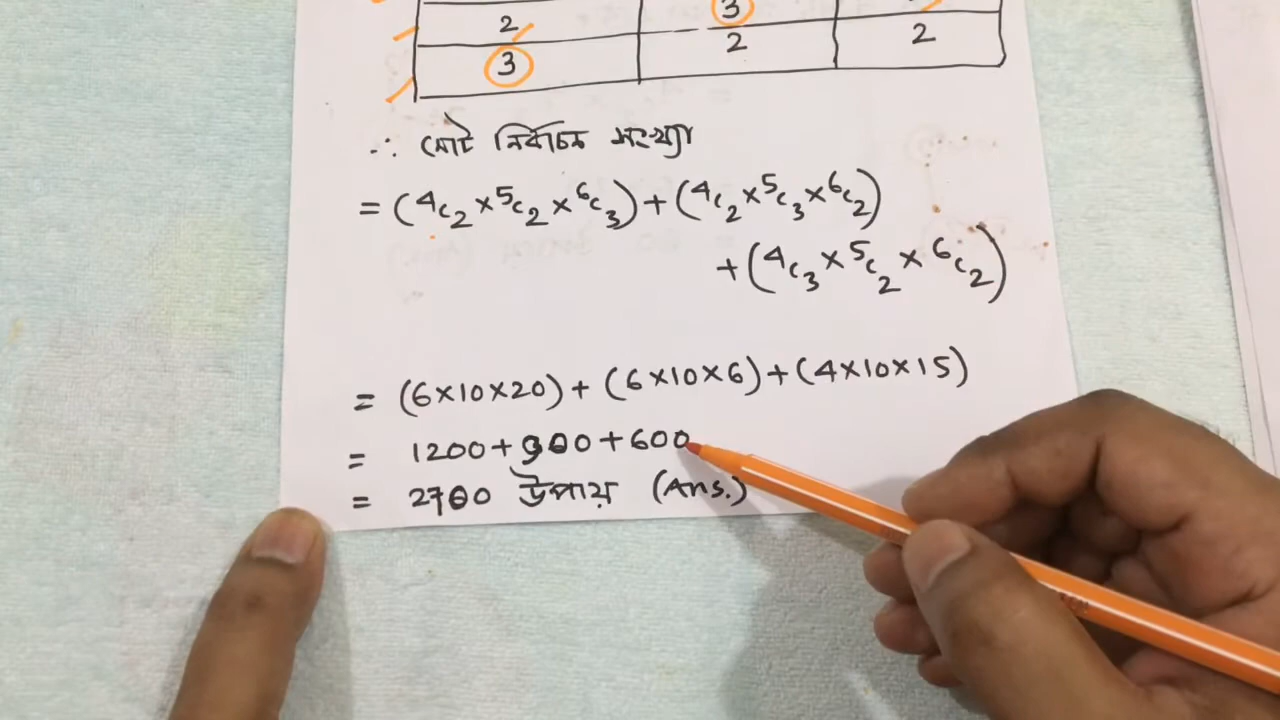 2 3
3 2 2
∴ মোট নির্বাচন সংখ্যা
= (⁴C₂ × ⁵C₂ × ⁶C₃) + (⁴C₂ × ⁵C₃ × ⁶C₂)
+ (⁴C₃ × ⁵C₂ × ⁶C₂)
= (6×10×20) + (6×10×6) + (4×10×15)
= 1200 + 900 + 600
= 2700 উপায় (Ans.)